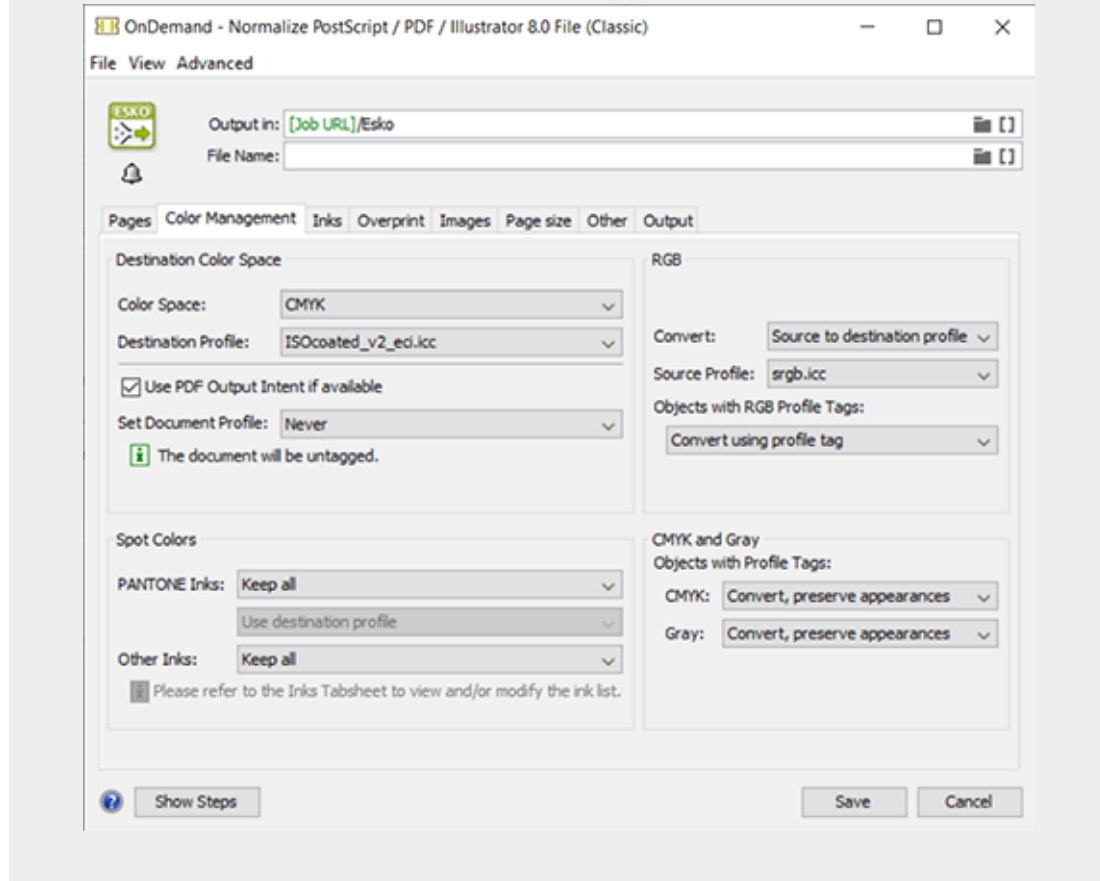 OnDemand - Normalize PostScript / PDF / Illustrator 8.0 File (Classic)
File View Advanced
ESKO
Output in: [Job URL]/Esko
File Name:
Pages Color Management Inks Overprint Images Page size Other Output
Destination Color Space
Color Space: CMYK
Destination Profile: ISOcoated_v2_eci.icc
Use PDF Output Intent if available
Set Document Profile: Never
The document will be untagged.
RGB
Convert: Source to destination profile
Source Profile: srgb.icc
Objects with RGB Profile Tags:
Convert using profile tag
Spot Colors
PANTONE Inks: Keep all
Use destination profile
Other Inks: Keep all
Please refer to the Inks Tabsheet to view and/or modify the ink list.
CMYK and Gray
Objects with Profile Tags:
CMYK: Convert, preserve appearances
Gray: Convert, preserve appearances
Show Steps
Save Cancel